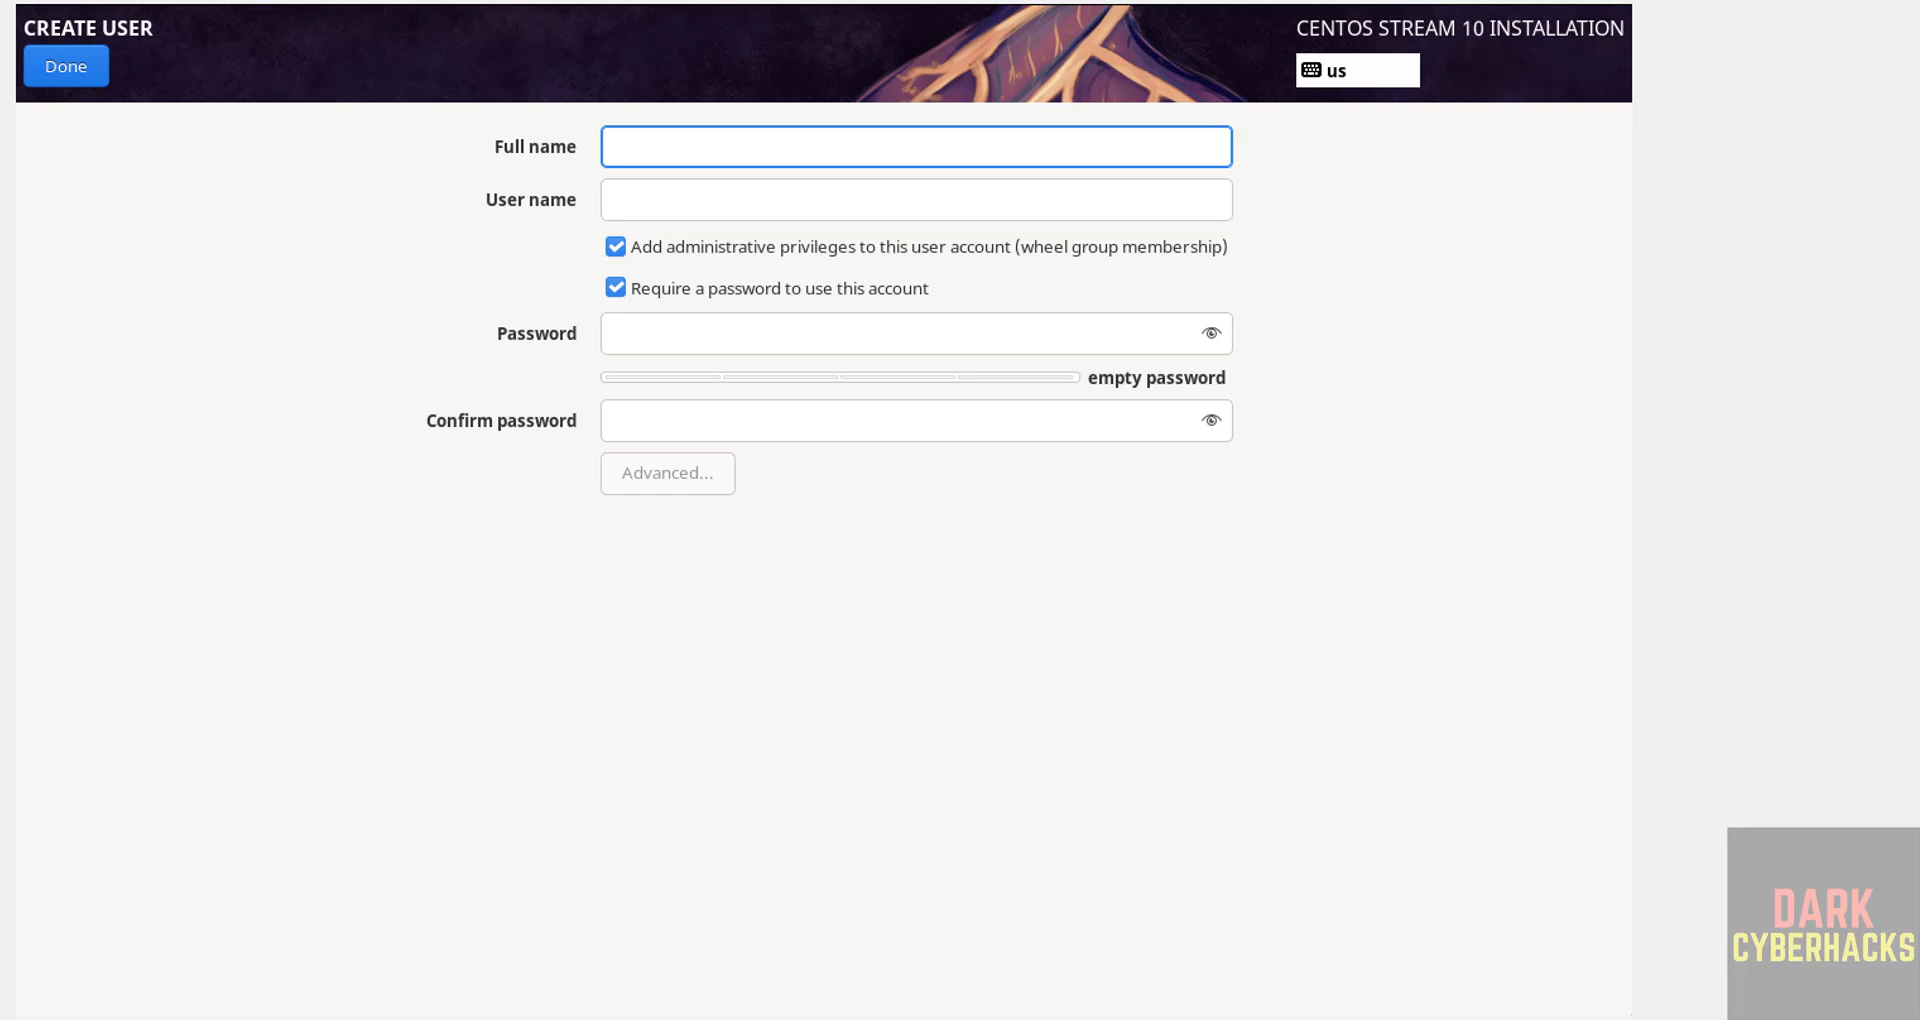 CREATE USER
Done
CENTOS STREAM 10 INSTALLATION
us
Full name
User name
Add administrative privileges to this user account (wheel group membership)
Require a password to use this account
Password
empty password
Confirm password
Advanced...
DARK
CYBERHACKS